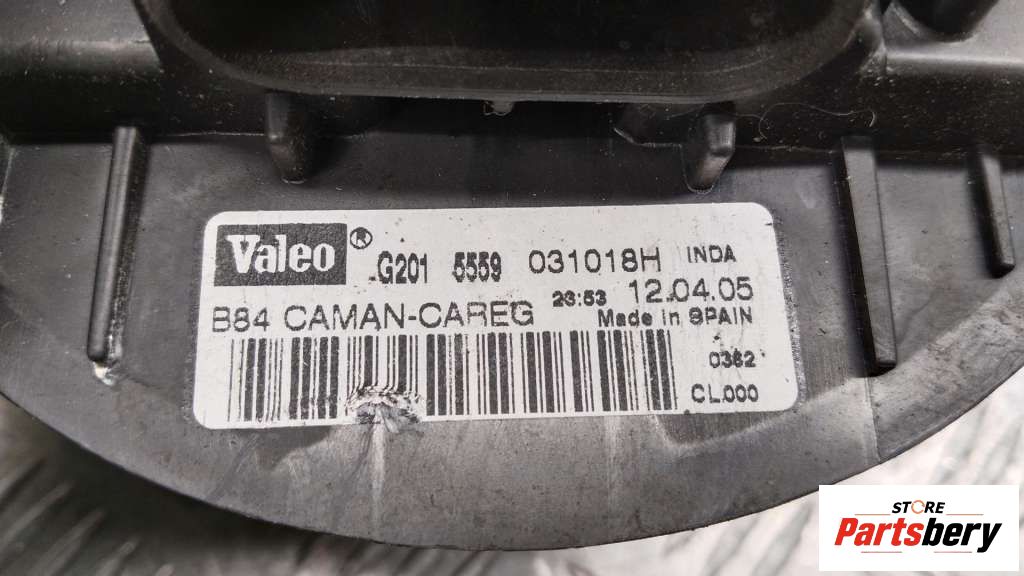 Valeo ® G201 5559 031018H INDA
B84 CAMAN-CAREG 23:53 12.04.05
Made in SPAIN
0362
CL000
STORE
Partsbery